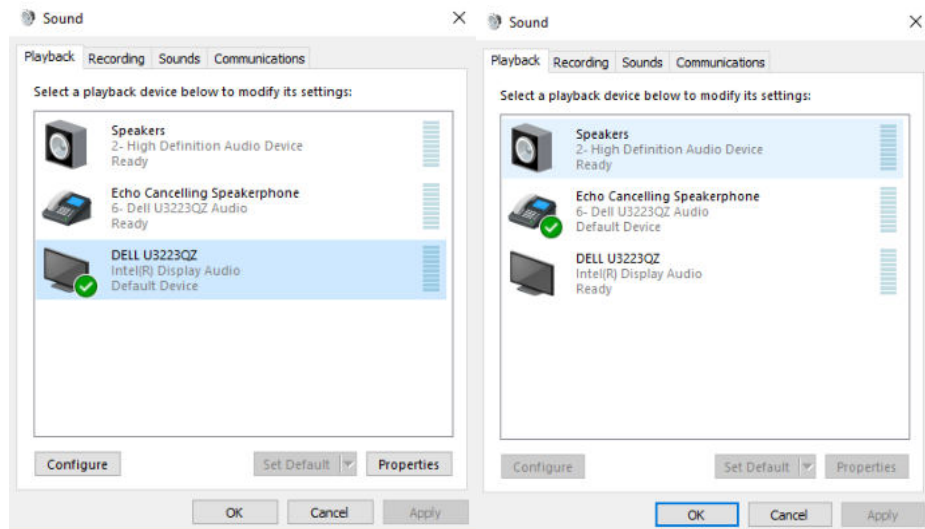 Sound
Playback Recording Sounds Communications
Select a playback device below to modify its settings:
Speakers
2- High Definition Audio Device
Ready
Echo Cancelling Speakerphone
6- Dell U3223QZ Audio
Ready
DELL U3223QZ
Intel(R) Display Audio
Default Device
Configure Set Default Properties
OK Cancel Apply
Sound
Playback Recording Sounds Communications
Select a playback device below to modify its settings:
Speakers
2- High Definition Audio Device
Ready
Echo Cancelling Speakerphone
6- Dell U3223QZ Audio
Default Device
DELL U3223QZ
Intel(R) Display Audio
Ready
Configure Set Default Properties
OK Cancel Apply